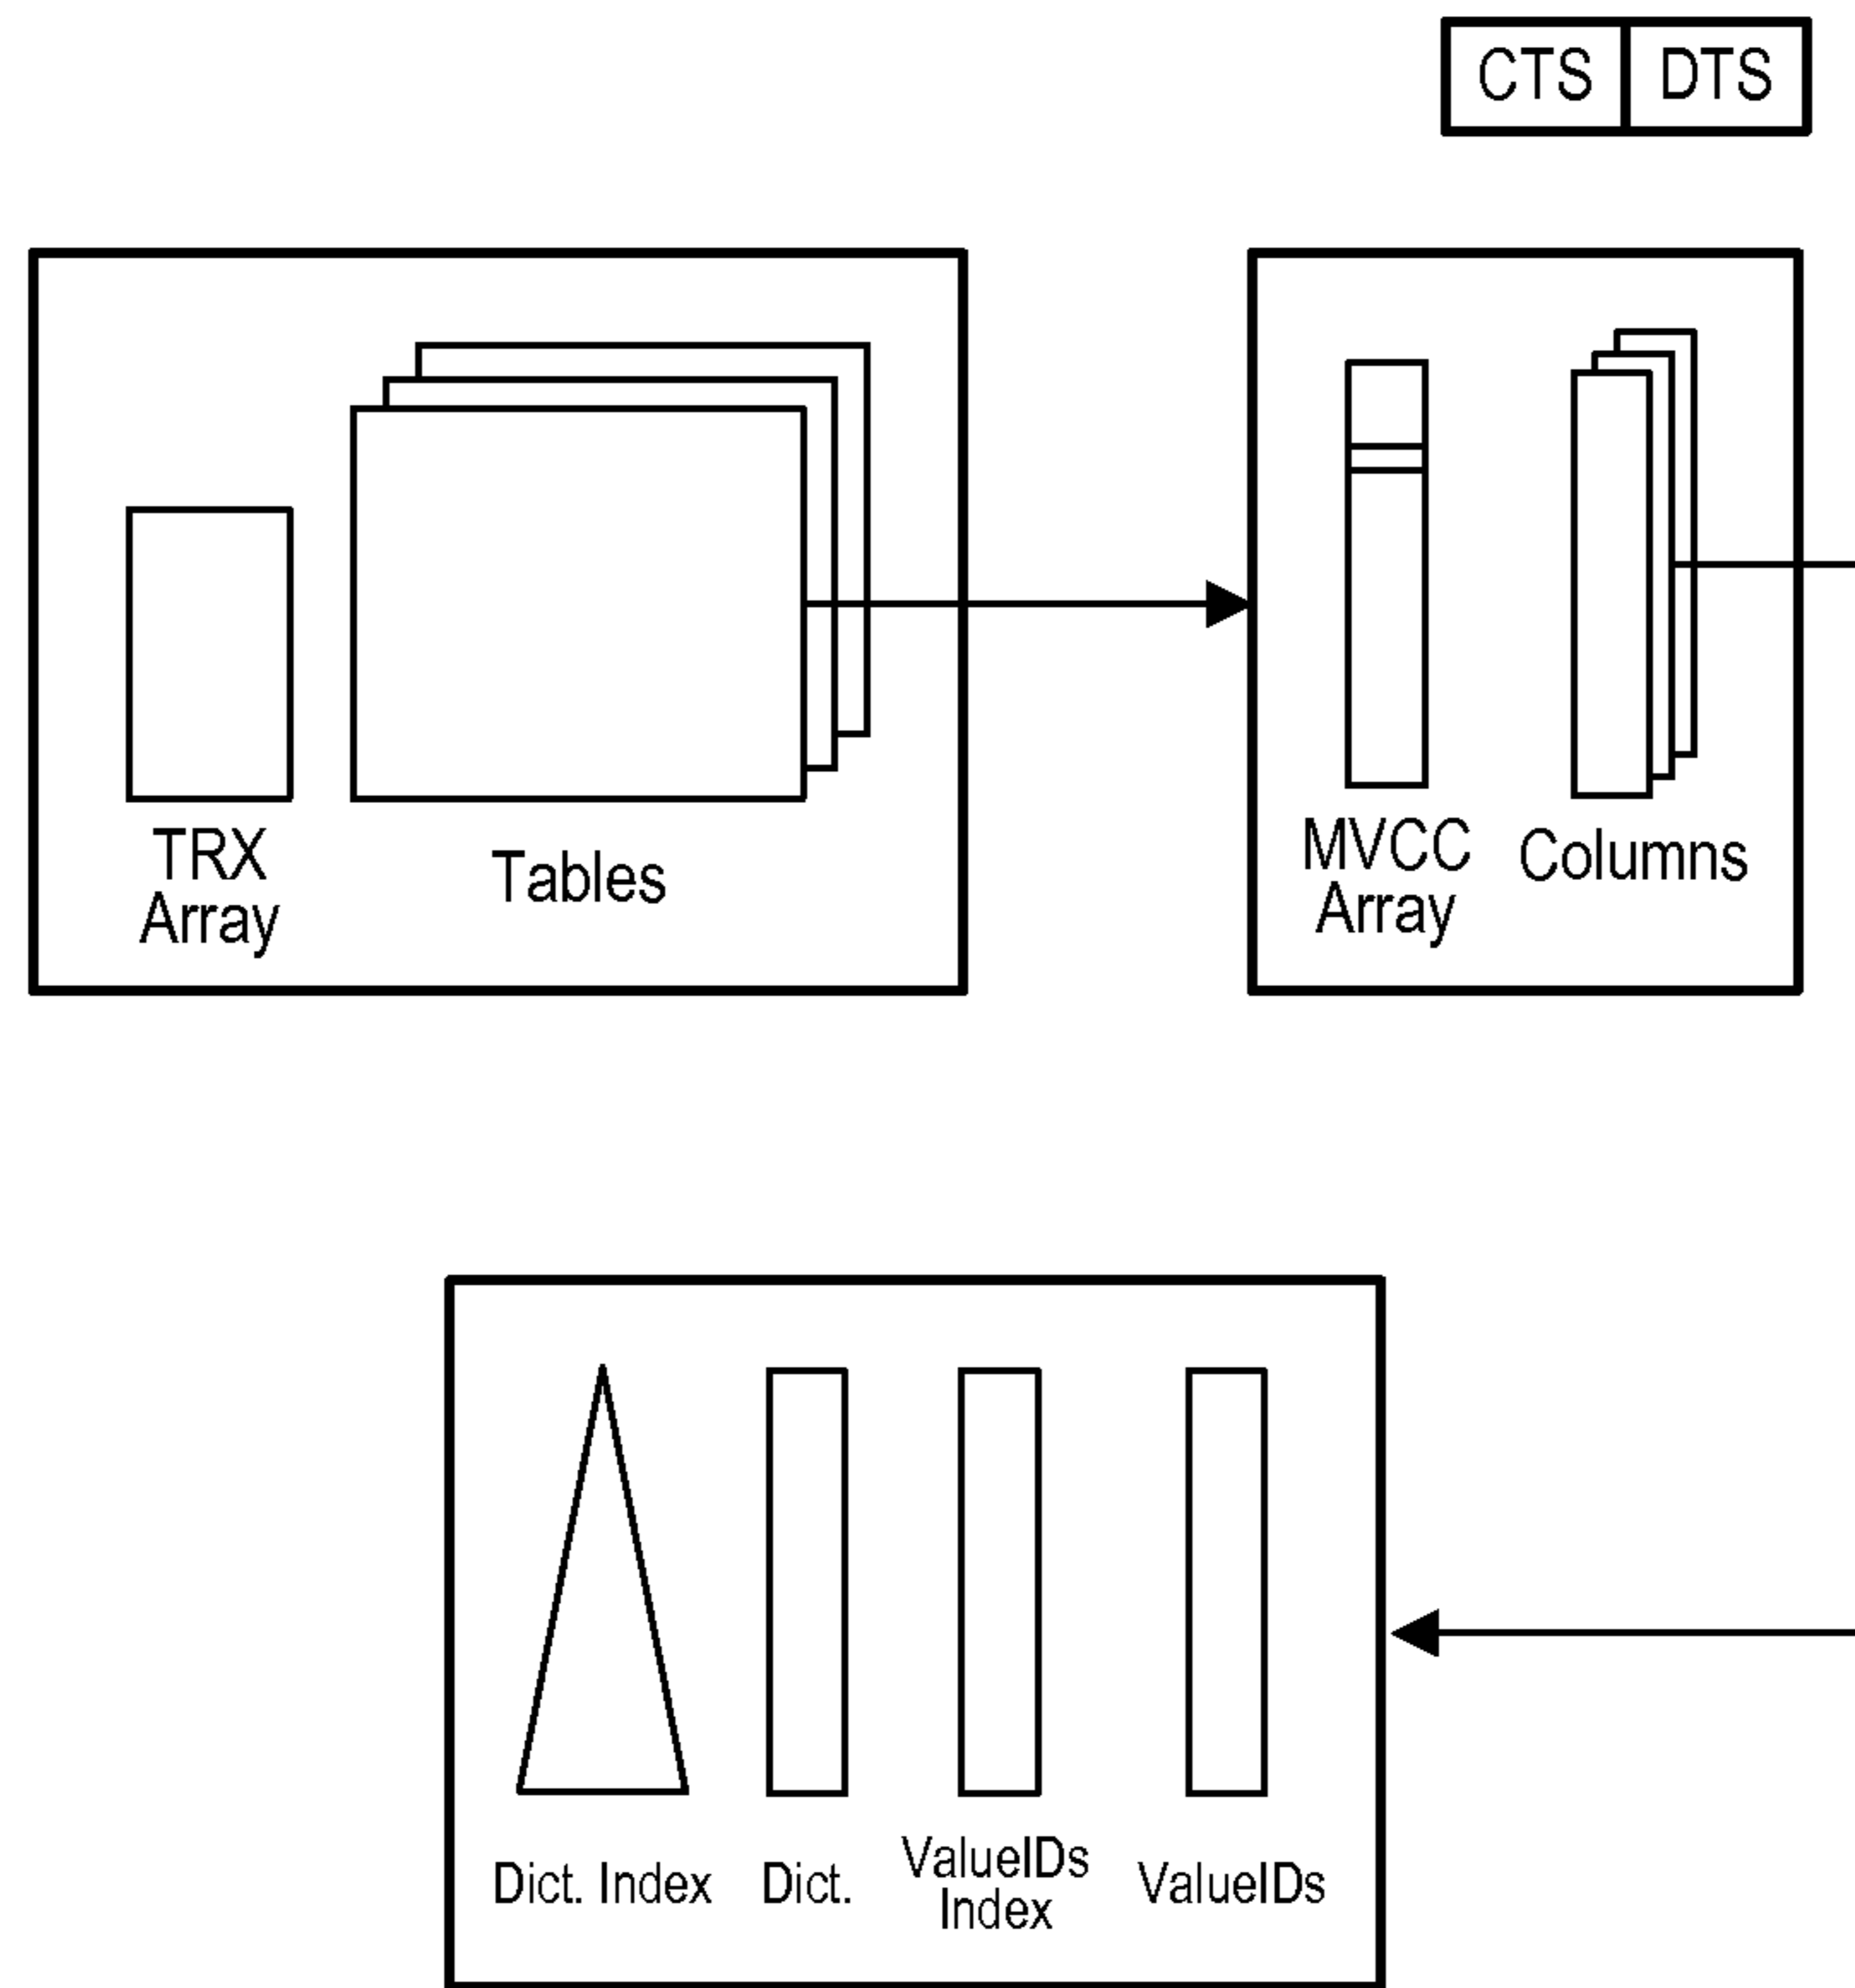 CTS DTS
TRX
Array
Tables
MVCC
Array
Columns
Dict. Index
Dict.
ValueIDs
Index
ValueIDs